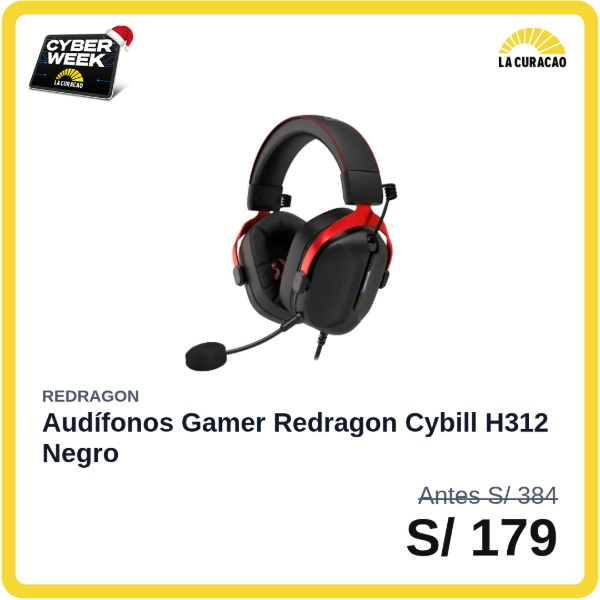 CYBER
WEEK
LA CURACAO
LA CURACAO
REDRAGON
Audífonos Gamer Redragon Cybill H312
Negro
Antes S/ 384
S/ 179